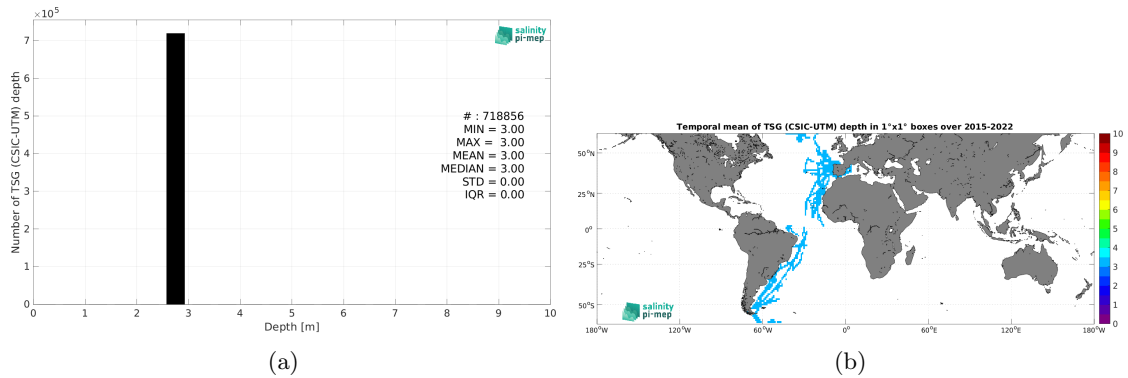 ×10⁵
7
6
5
4
3
2
1
0
Number of TSG (CSIC-UTM) depth
salinity
pi-mep
# : 718856
MIN = 3.00
MAX = 3.00
MEAN = 3.00
MEDIAN = 3.00
STD = 0.00
IQR = 0.00
0 1 2 3 4 5 6 7 8 9 10
Depth [m]
(a)
Temporal mean of TSG (CSIC-UTM) depth in 1°x1° boxes over 2015-2022
50°N
25°N
0°
25°S
50°S
salinity
pi-mep
180°W 120°W 60°W 0° 60°E 120°E 180°W
10
9
8
7
6
5
4
3
2
1
0
(b)